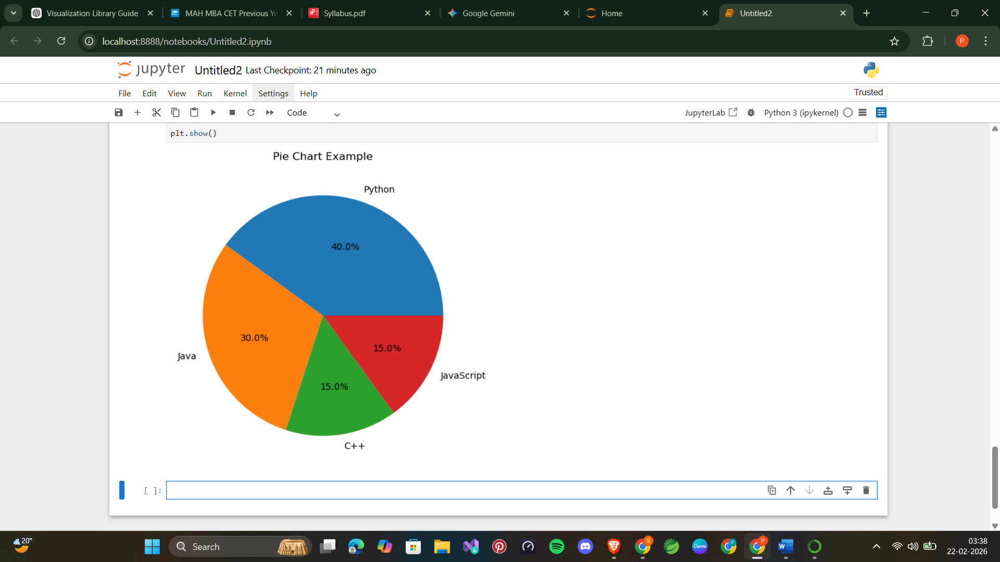 Visualization Library Guide
MAH MBA CET Previous Ye
Syllabus.pdf
Google Gemini
Home
Untitled2
localhost:8888/notebooks/Untitled2.ipynb
P
jupyter Untitled2 Last Checkpoint: 21 minutes ago
File Edit View Run Kernel Settings Help
Trusted
Code
JupyterLab
Python 3 (ipykernel)
plt.show()
Pie Chart Example
Python
40.0%
30.0%
15.0%
Java
JavaScript
15.0%
C++
[ ]:
20°
Search
Canva
S
P
P
W
03:38
22-02-2026